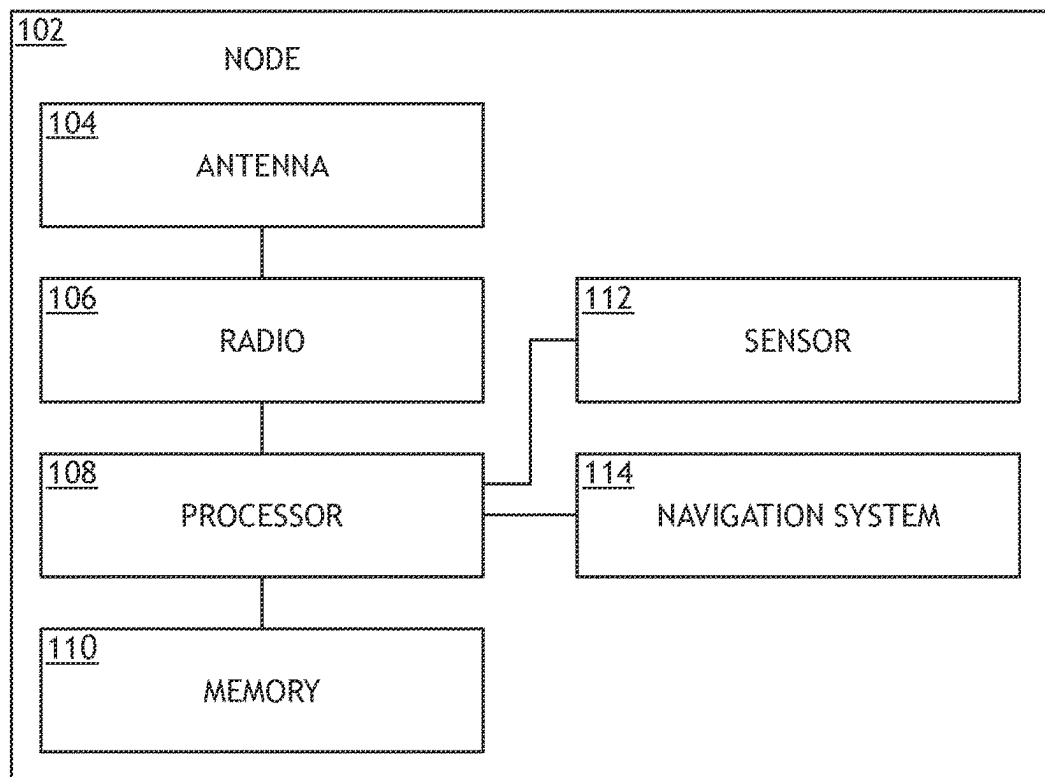 102
NODE
104
ANTENNA
106
RADIO
112
SENSOR
108
PROCESSOR
114
NAVIGATION SYSTEM
110
MEMORY